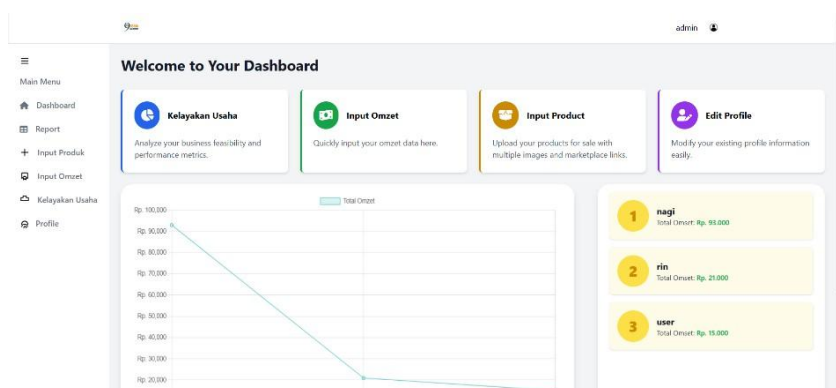 admin
Main Menu
Dashboard
Report
Input Produk
Input Omzet
Kelayakan Usaha
Profile
Welcome to Your Dashboard
Kelayakan Usaha
Analyze your business feasibility and
performance metrics.
Input Omzet
Quickly input your omzet data here.
Input Product
Upload your products for sale with
multiple images and marketplace links.
Edit Profile
Modify your existing profile information
easily.
Total Omzet
Rp. 100,000
Rp. 90,000
Rp. 80,000
Rp. 70,000
Rp. 60,000
Rp. 50,000
Rp. 40,000
Rp. 30,000
Rp. 20,000
1
nagi
Total Omset: Rp. 93.000
2
rin
Total Omset: Rp. 21.000
3
user
Total Omset: Rp. 15.000